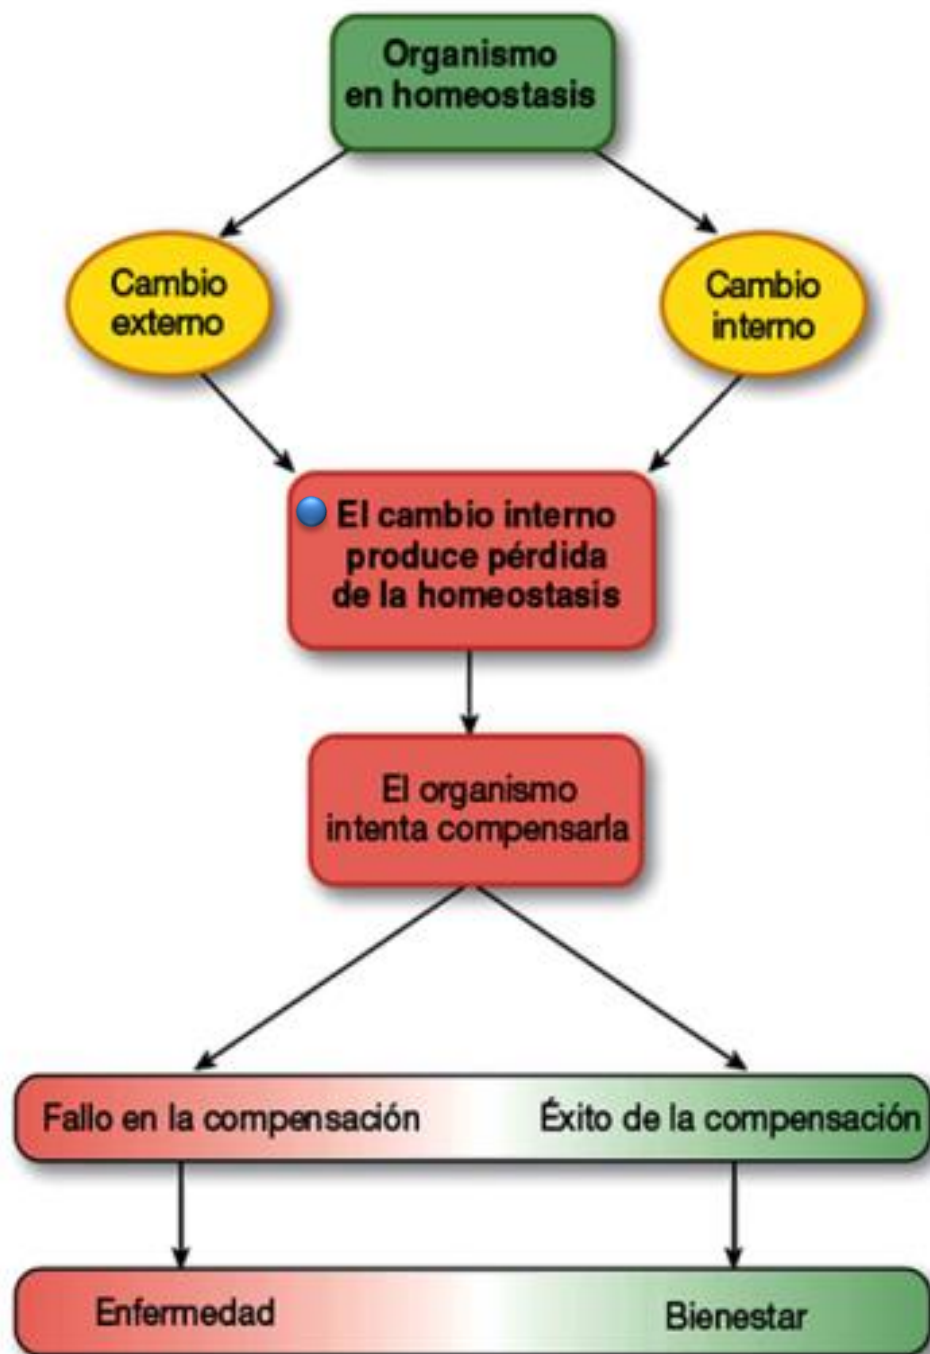 Organismo
en homeostasis
Cambio
externo
Cambio
interno
El cambio interno
produce pérdida
de la homeostasis
El organismo
intenta compensarla
Fallo en la compensación
Éxito de la compensación
Enfermedad
Bienestar